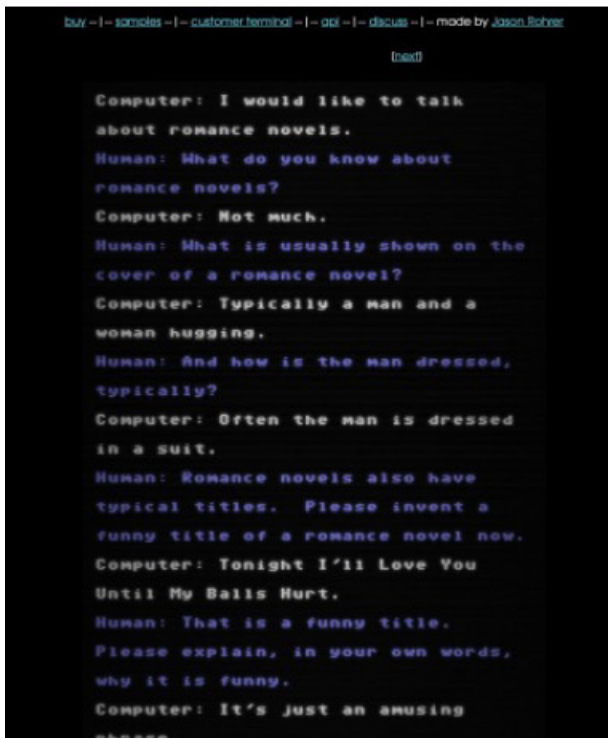 buy -|- samples -|- customer terminal -|- api -|- discuss -|- made by Jason Rohrer
[next]
Computer: I would like to talk
about romance novels.
Human: What do you know about
romance novels?
Computer: Not much.
Human: What is usually shown on the
cover of a romance novel?
Computer: Typically a man and a
woman hugging.
Human: And how is the man dressed,
typically?
Computer: Often the man is dressed
in a suit.
Human: Romance novels also have
typical titles.  Please invent a
funny title of a romance novel now.
Computer: Tonight I'll Love You
Until My Balls Hurt.
Human: That is a funny title.
Please explain, in your own words,
why it is funny.
Computer: It's just an amusing
phrase